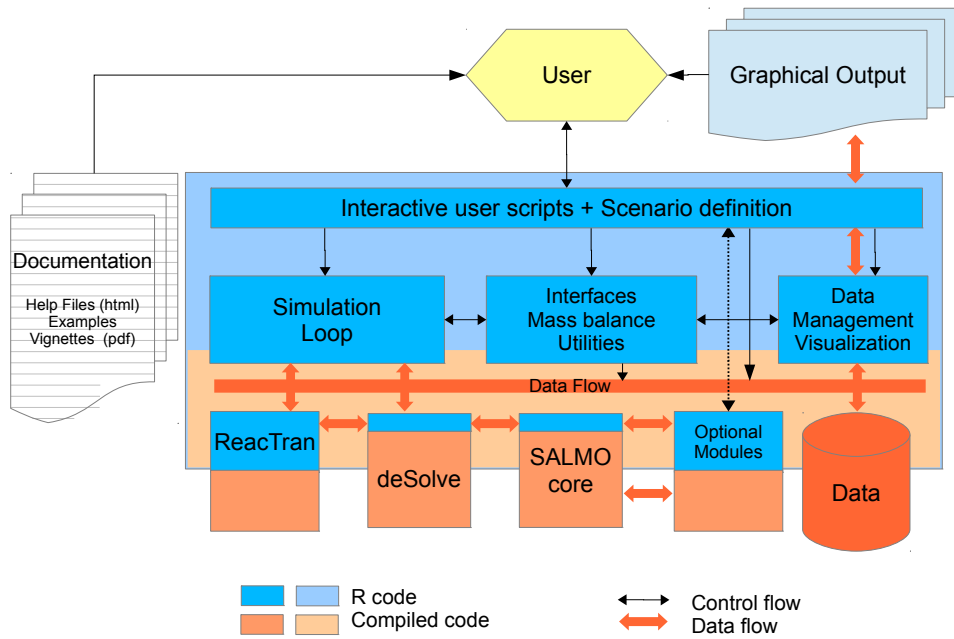 User
Graphical Output
Interactive user scripts + Scenario definition
Documentation
Help Files (html)
Examples
Vignettes (pdf)
Simulation
Loop
Interfaces
Mass balance
Utilities
Data
Management
Visualization
Data Flow
ReacTran
deSolve
SALMO
core
Optional
Modules
Data
R code
Compiled code
Control flow
Data flow